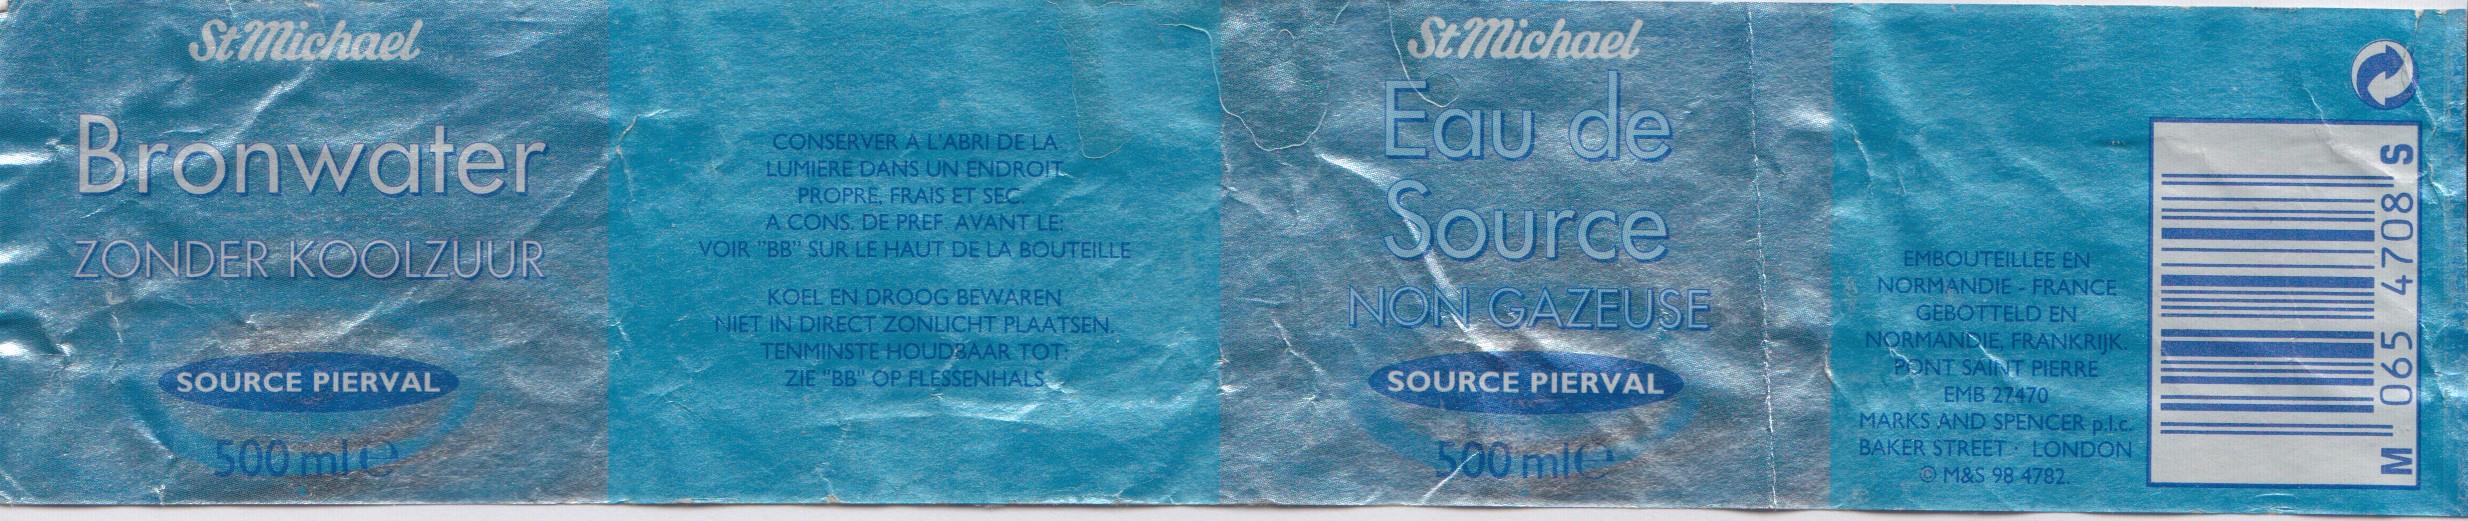 St Michael
Bronwater
ZONDER KOOLZUUR
SOURCE PIERVAL
500 ml e
CONSERVER A L'ABRI DE LA
LUMIERE DANS UN ENDROIT
PROPRE, FRAIS ET SEC.
A CONS. DE PREF AVANT LE:
VOIR "BB" SUR LE HAUT DE LA BOUTEILLE
KOEL EN DROOG BEWAREN
NIET IN DIRECT ZONLICHT PLAATSEN.
TENMINSTE HOUDBAAR TOT:
ZIE "BB" OP FLESSENHALS
St Michael
Eau de
Source
NON GAZEUSE
SOURCE PIERVAL
500 ml e
EMBOUTEILLEE EN
NORMANDIE - FRANCE
GEBOTTELD EN
NORMANDIE, FRANKRIJK.
PONT SAINT PIERRE
EMB 27470
MARKS AND SPENCER p.l.c.
BAKER STREET · LONDON
© M&S 98 4782.
M 065 4708 S